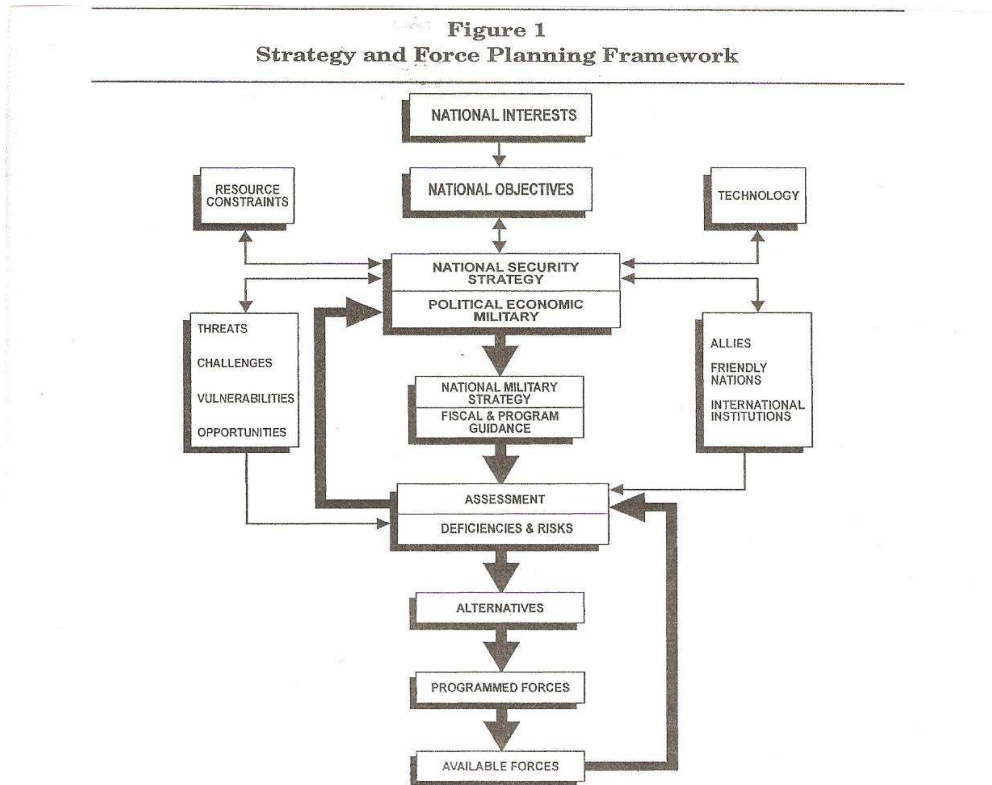 Figure 1
Strategy and Force Planning Framework
NATIONAL INTERESTS
NATIONAL OBJECTIVES
RESOURCE
CONSTRAINTS
TECHNOLOGY
NATIONAL SECURITY
STRATEGY
POLITICAL ECONOMIC
MILITARY
THREATS
CHALLENGES
VULNERABILITIES
OPPORTUNITIES
ALLIES
FRIENDLY
NATIONS
INTERNATIONAL
INSTITUTIONS
NATIONAL MILITARY
STRATEGY
FISCAL & PROGRAM
GUIDANCE
ASSESSMENT
DEFICIENCIES & RISKS
ALTERNATIVES
PROGRAMMED FORCES
AVAILABLE FORCES